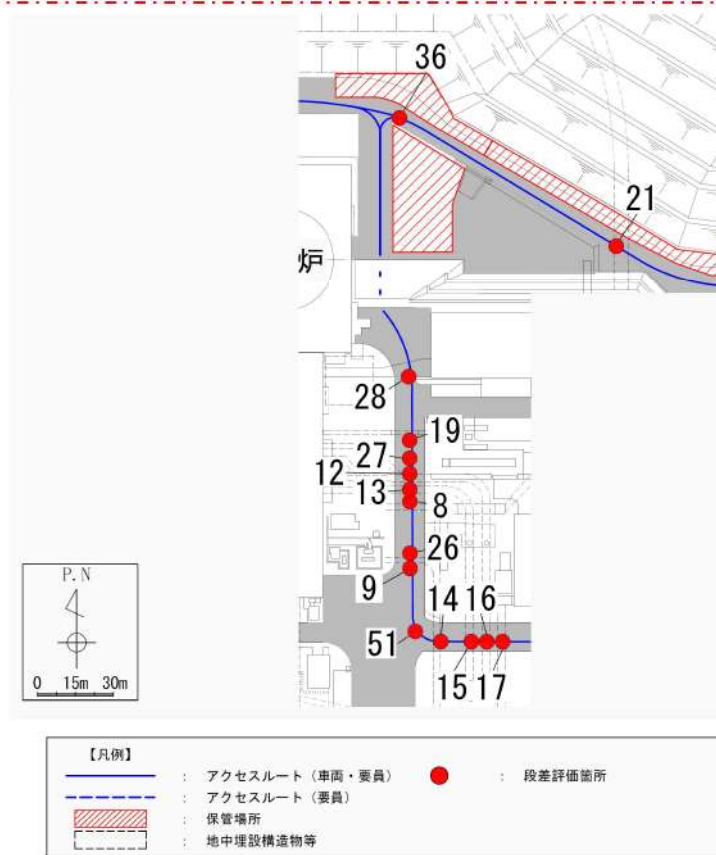 36
21
炉
28
19
27
12
13
8
26
9
14 16
51
15 17
P.N
0 15m 30m
【凡例】
: アクセスルート（車両・要員） : 段差評価箇所
: アクセスルート（要員）
: 保管場所
: 地中埋設構造物等